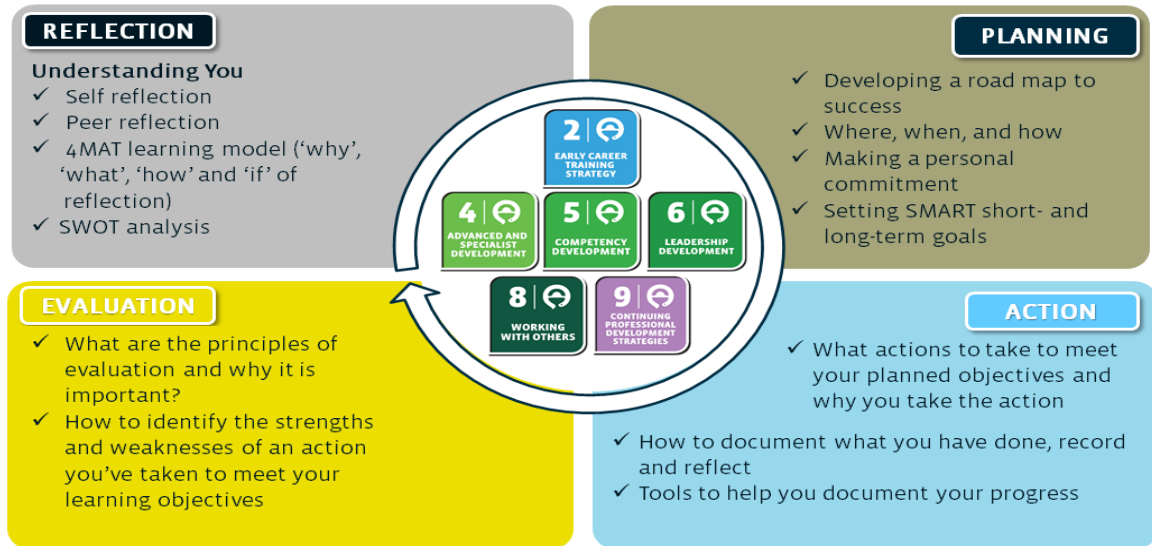 REFLECTION
Understanding You
✓ Self reflection
✓ Peer reflection
✓ 4MAT learning model (‘why’,
‘what’, ‘how’ and ‘if’ of
reflection)
✓ SWOT analysis
PLANNING
✓ Developing a road map to
success
✓ Where, when, and how
✓ Making a personal
commitment
✓ Setting SMART short- and
long-term goals
2
EARLY CAREER
TRAINING
STRATEGY
4
ADVANCED AND
SPECIALIST
DEVELOPMENT
5
COMPETENCY
DEVELOPMENT
6
LEADERSHIP
DEVELOPMENT
8
WORKING
WITH OTHERS
9
CONTINUING
PROFESSIONAL
DEVELOPMENT
STRATEGIES
EVALUATION
✓ What are the principles of
evaluation and why it is
important?
✓ How to identify the strengths
and weaknesses of an action
you’ve taken to meet your
learning objectives
ACTION
✓ What actions to take to meet
your planned objectives and
why you take the action
✓ How to document what you have done, record
and reflect
✓ Tools to help you document your progress